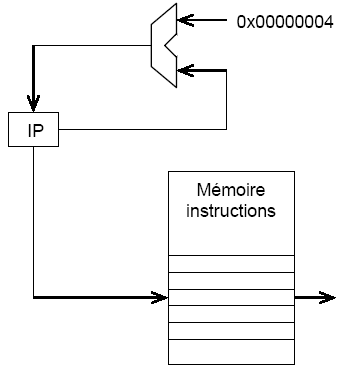 0x00000004
IP
Mémoire
instructions